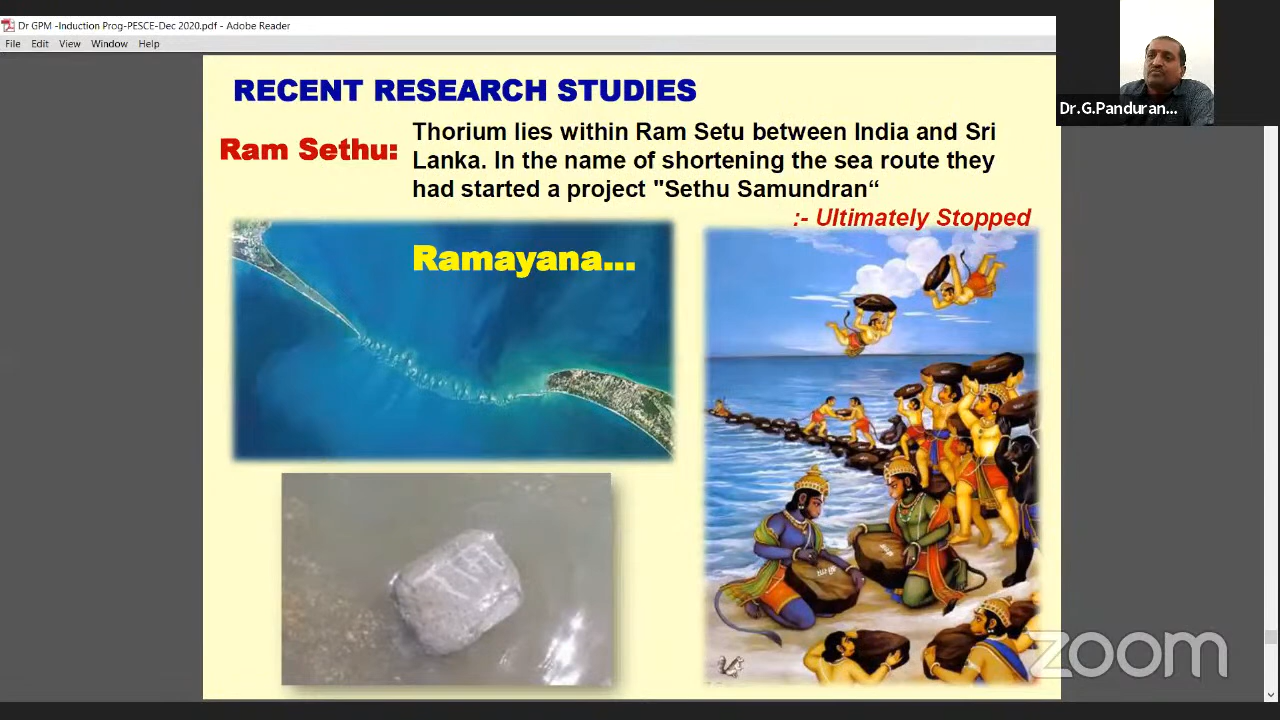 Dr GPM -Induction Prog-PESCE-Dec 2020.pdf - Adobe Reader
File Edit View Window Help
Dr.G.Panduran...
RECENT RESEARCH STUDIES
Ram Sethu:
Thorium lies within Ram Setu between India and Sri
Lanka. In the name of shortening the sea route they
had started a project "Sethu Samundran“
:- Ultimately Stopped
Ramayana...
zoom